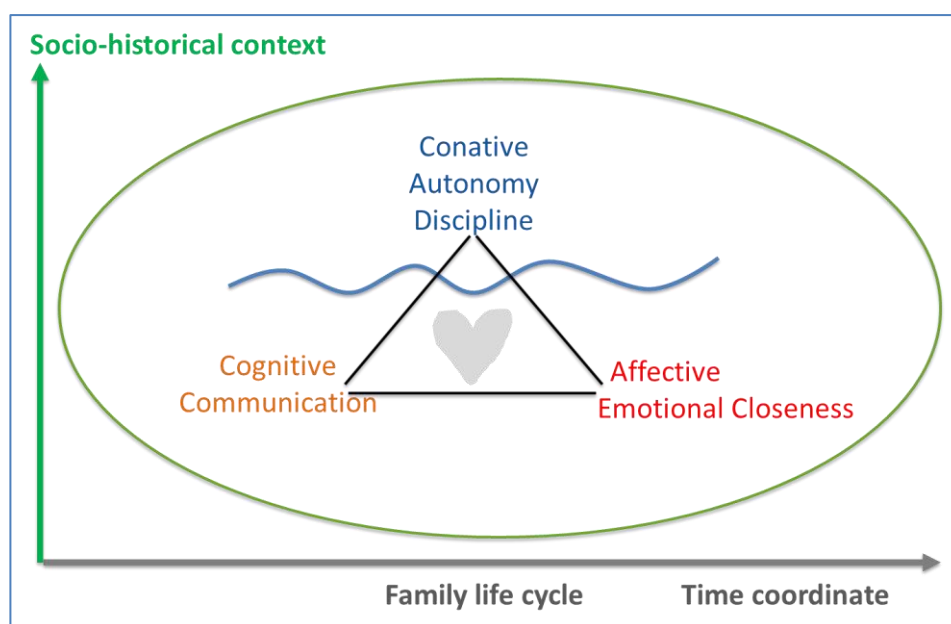 Socio-historical context
Conative
Autonomy
Discipline
Cognitive
Communication
Affective
Emotional Closeness
Family life cycle
Time coordinate